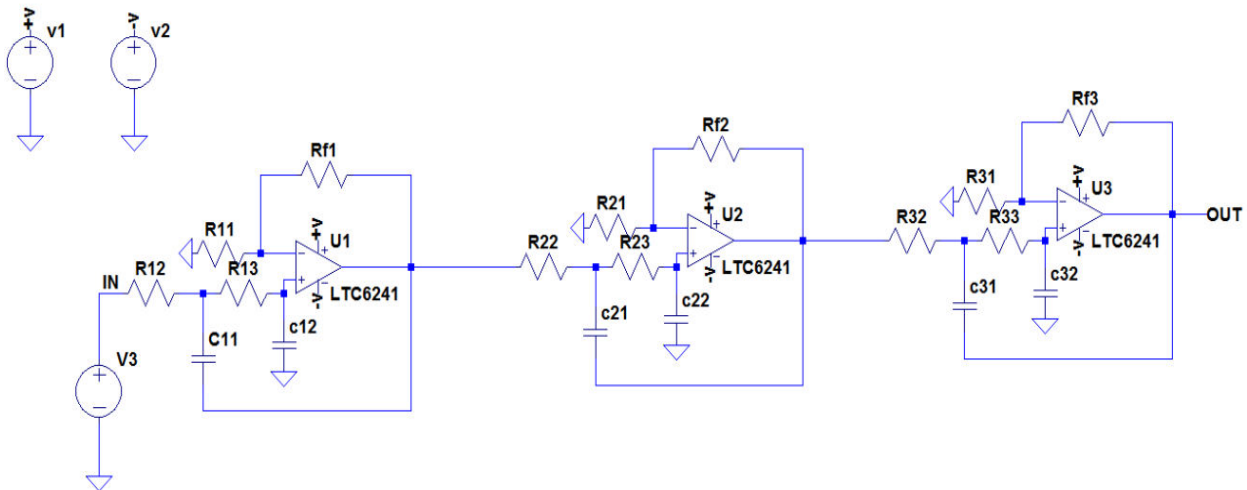 +v
v1
-v
v2
Rf1
R11
+v
U1
R12
R13
-v
LTC6241
IN
C11
c12
V3
Rf2
R21
+v
U2
R22
R23
-v
LTC6241
c21
c22
Rf3
R31
+v
U3
R32
R33
-v
LTC6241
OUT
c31
c32